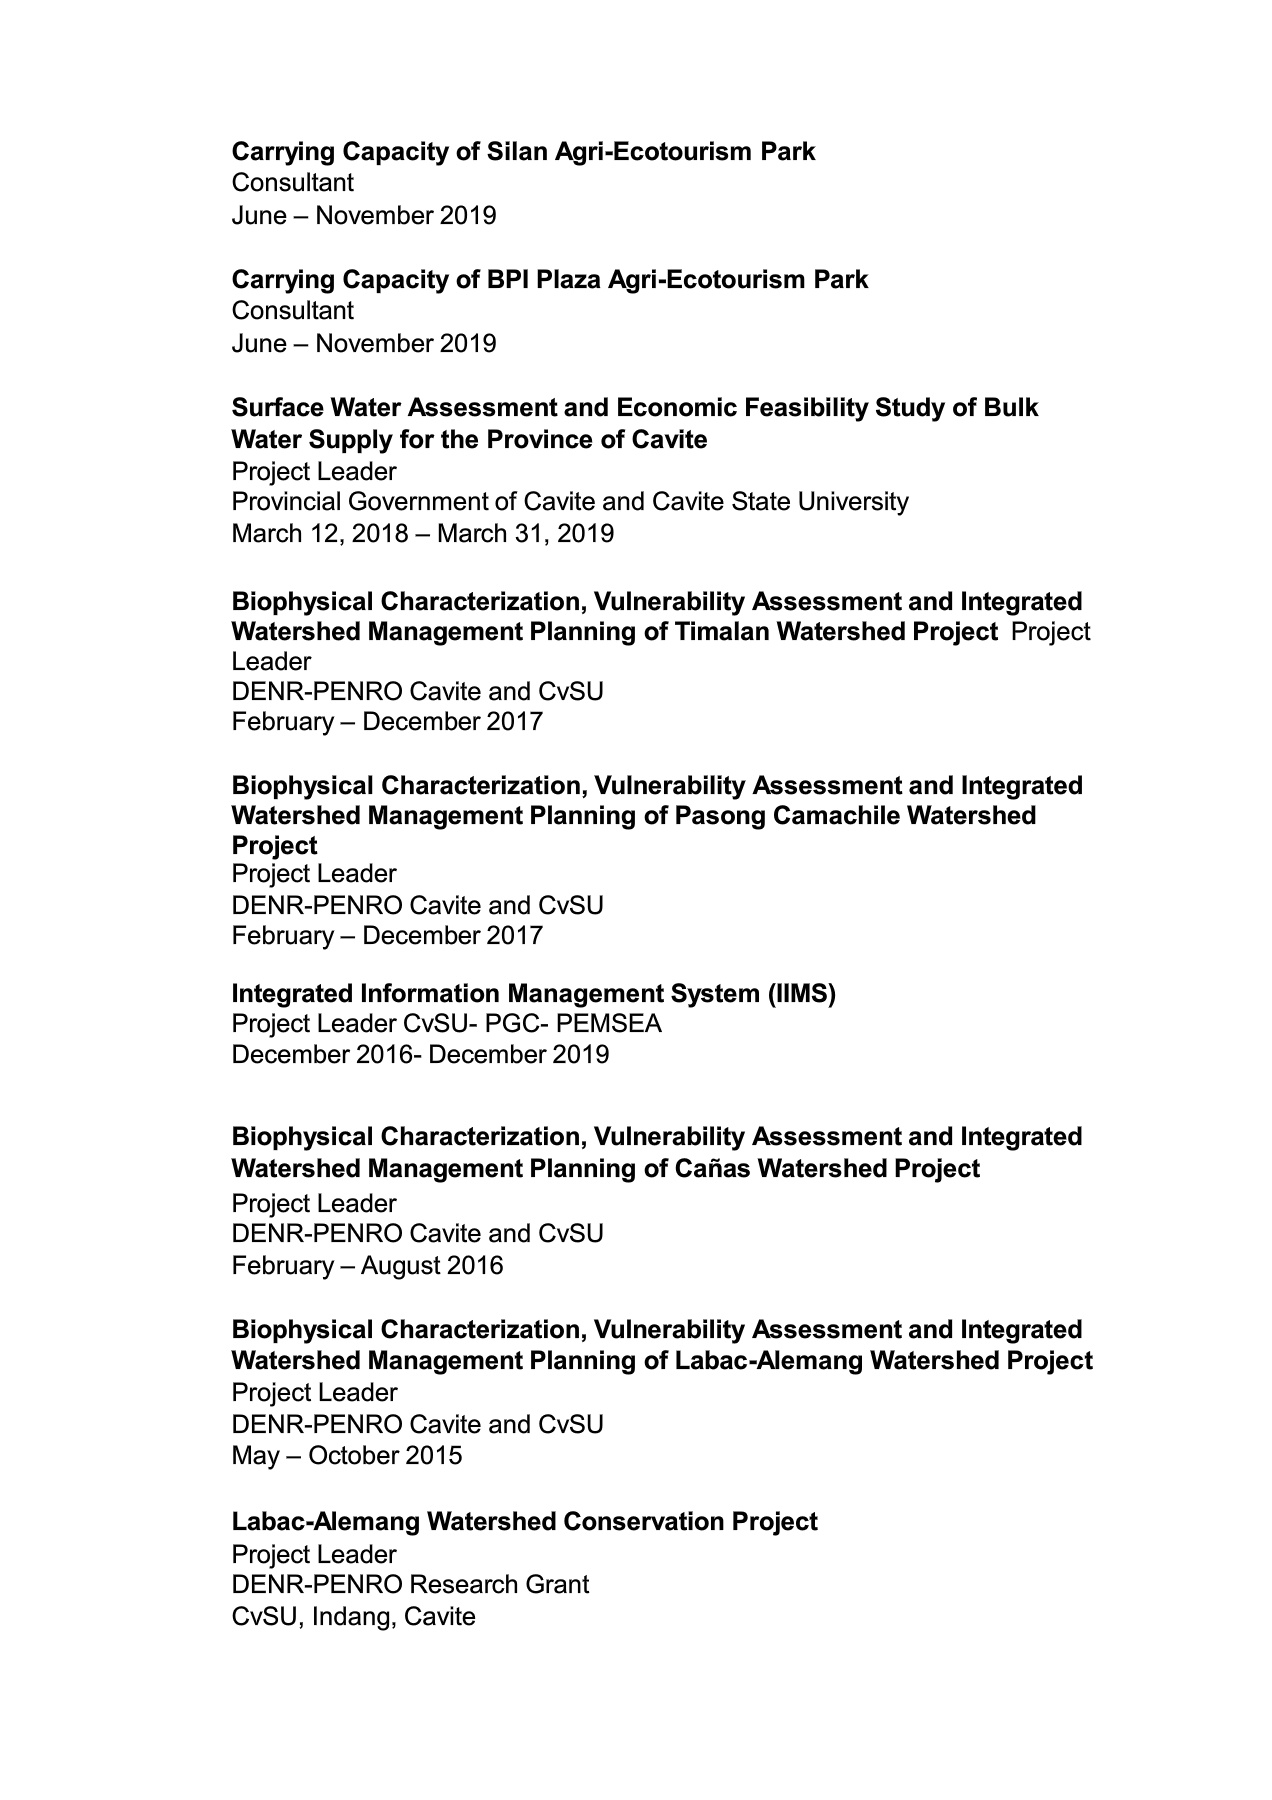 Carrying Capacity of Silan Agri-Ecotourism Park
Consultant
June – November 2019
Carrying Capacity of BPI Plaza Agri-Ecotourism Park
Consultant
June – November 2019
Surface Water Assessment and Economic Feasibility Study of Bulk
Water Supply for the Province of Cavite
Project Leader
Provincial Government of Cavite and Cavite State University
March 12, 2018 – March 31, 2019
Biophysical Characterization, Vulnerability Assessment and Integrated
Watershed Management Planning of Timalan Watershed Project Project
Leader
DENR-PENRO Cavite and CvSU
February – December 2017
Biophysical Characterization, Vulnerability Assessment and Integrated
Watershed Management Planning of Pasong Camachile Watershed
Project
Project Leader
DENR-PENRO Cavite and CvSU
February – December 2017
Integrated Information Management System (IIMS)
Project Leader CvSU- PGC- PEMSEA
December 2016- December 2019
Biophysical Characterization, Vulnerability Assessment and Integrated
Watershed Management Planning of Cañas Watershed Project
Project Leader
DENR-PENRO Cavite and CvSU
February – August 2016
Biophysical Characterization, Vulnerability Assessment and Integrated
Watershed Management Planning of Labac-Alemang Watershed Project
Project Leader
DENR-PENRO Cavite and CvSU
May – October 2015
Labac-Alemang Watershed Conservation Project
Project Leader
DENR-PENRO Research Grant
CvSU, Indang, Cavite